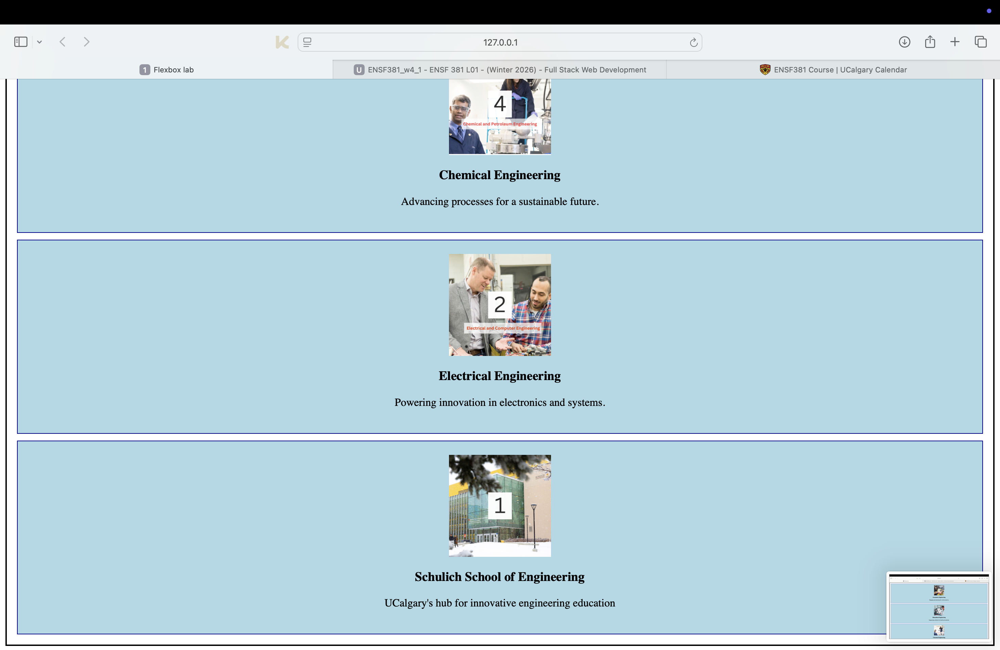 127.0.0.1
1 Flexbox lab
U ENSF381_w4_1 - ENSF 381 L01 - (Winter 2026) - Full Stack Web Development
ENSF381 Course | UCalgary Calendar
4
Chemical and Petroleum Engineering
Chemical Engineering
Advancing processes for a sustainable future.
2
Electrical and Computer Engineering
Electrical Engineering
Powering innovation in electronics and systems.
1
Schulich School of Engineering
UCalgary's hub for innovative engineering education